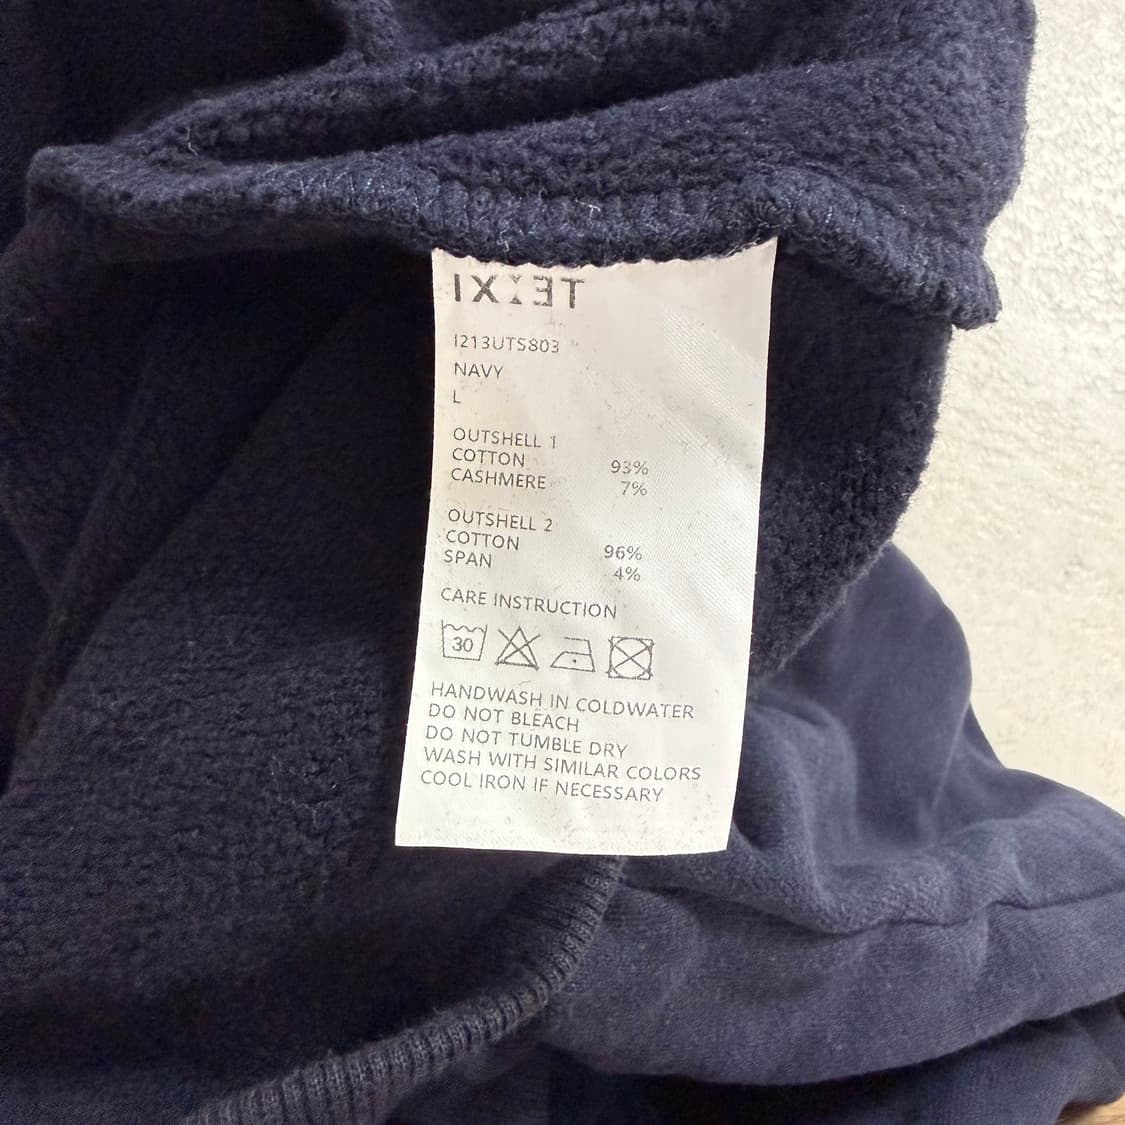 I213UTS803
NAVY
L
OUTSHELL 1
COTTON 93%
CASHMERE 7%
OUTSHELL 2
COTTON 96%
SPAN 4%
CARE INSTRUCTION
30
HANDWASH IN COLDWATER
DO NOT BLEACH
DO NOT TUMBLE DRY
WASH WITH SIMILAR COLORS
COOL IRON IF NECESSARY